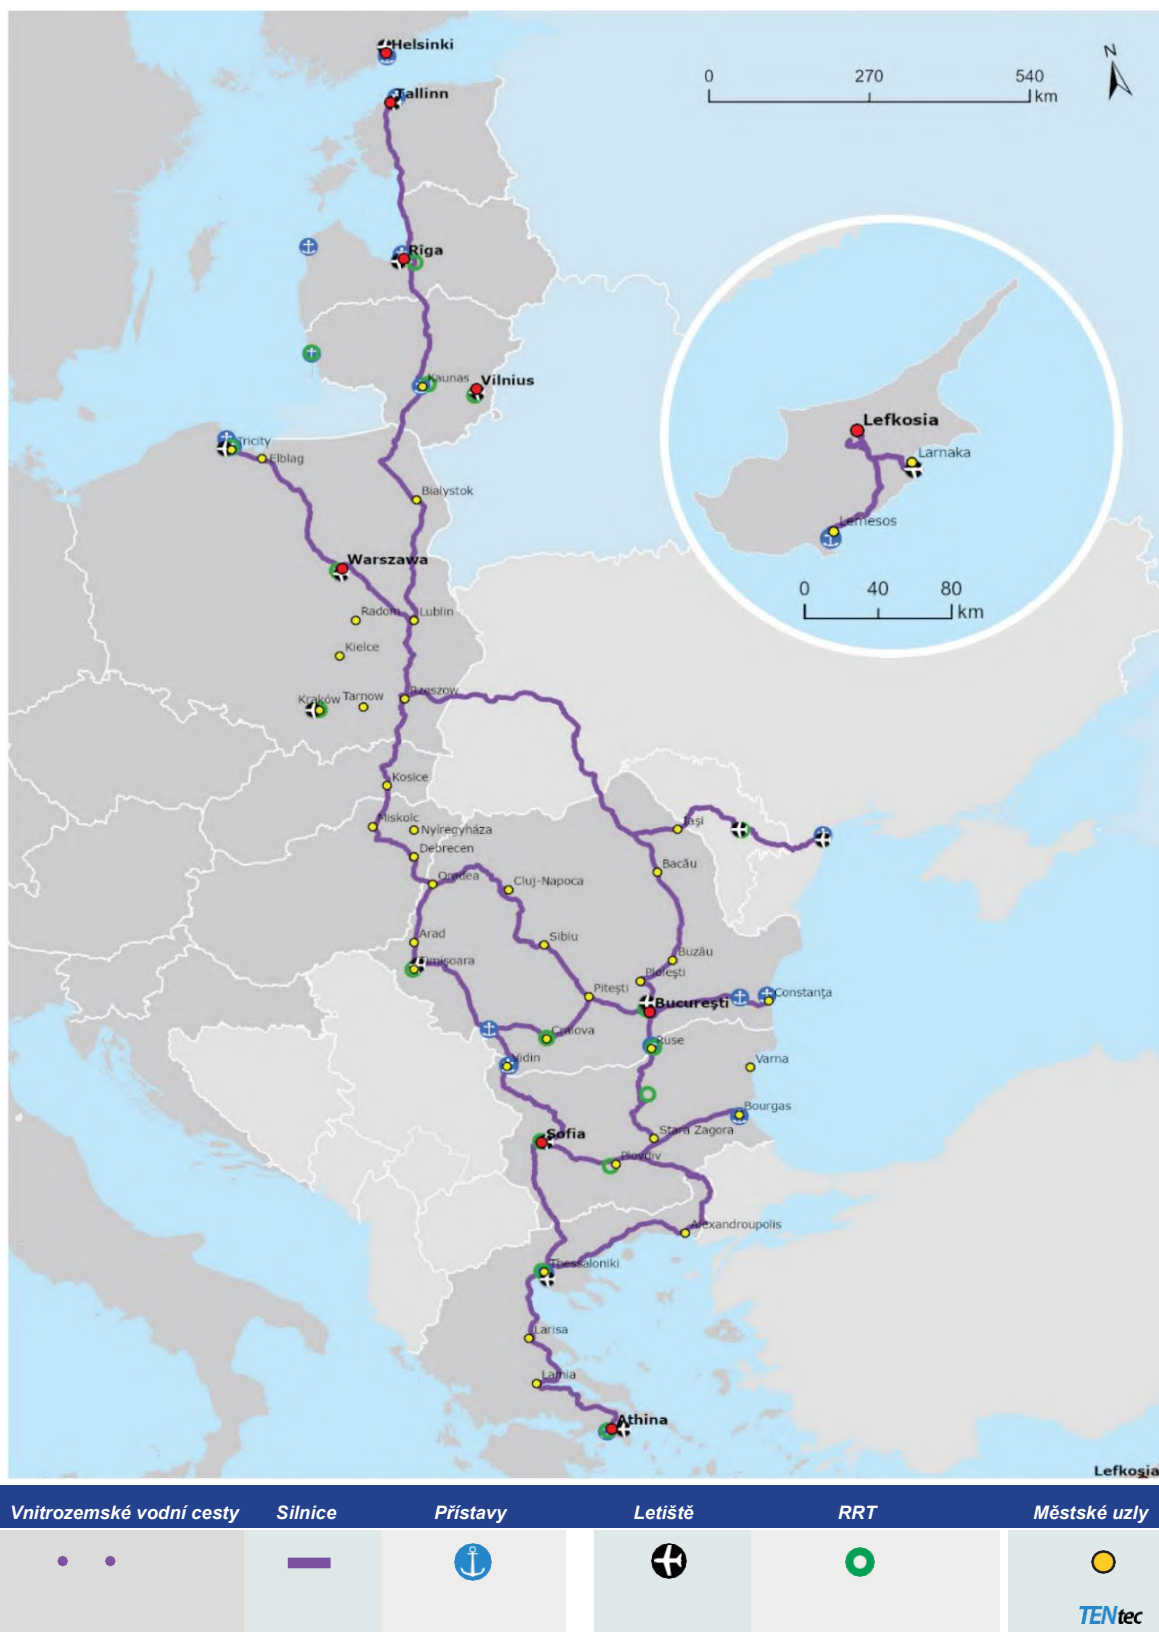 Helsinki
N
0 270 540
km
Tallinn
Rīga
Kaunas
Vilnius
Lefkosia
Larnaka
Lemesos
0 40 80
km
Tricity
Elblag
Bialystok
Warszawa
Radom
Lublin
Kielce
Rzeszow
Kraków
Tarnow
Kosice
Miskolc
Nyíregyháza
Iaşi
Debrecen
Bacău
Oradea
Cluj-Napoca
Arad
Sibiu
Buzău
Timişoara
Ploieşti
Piteşti
Constanţa
Bucureşti
Craiova
Ruse
Vidin
Varna
Bourgas
Sofia
Stara Zagora
Plovdiv
Alexandroupolis
Thessaloniki
Larisa
Lamia
Athina
Lefkosia
Vnitrozemské vodní cesty Silnice Přístavy Letiště RRT Městské uzly
TENtec